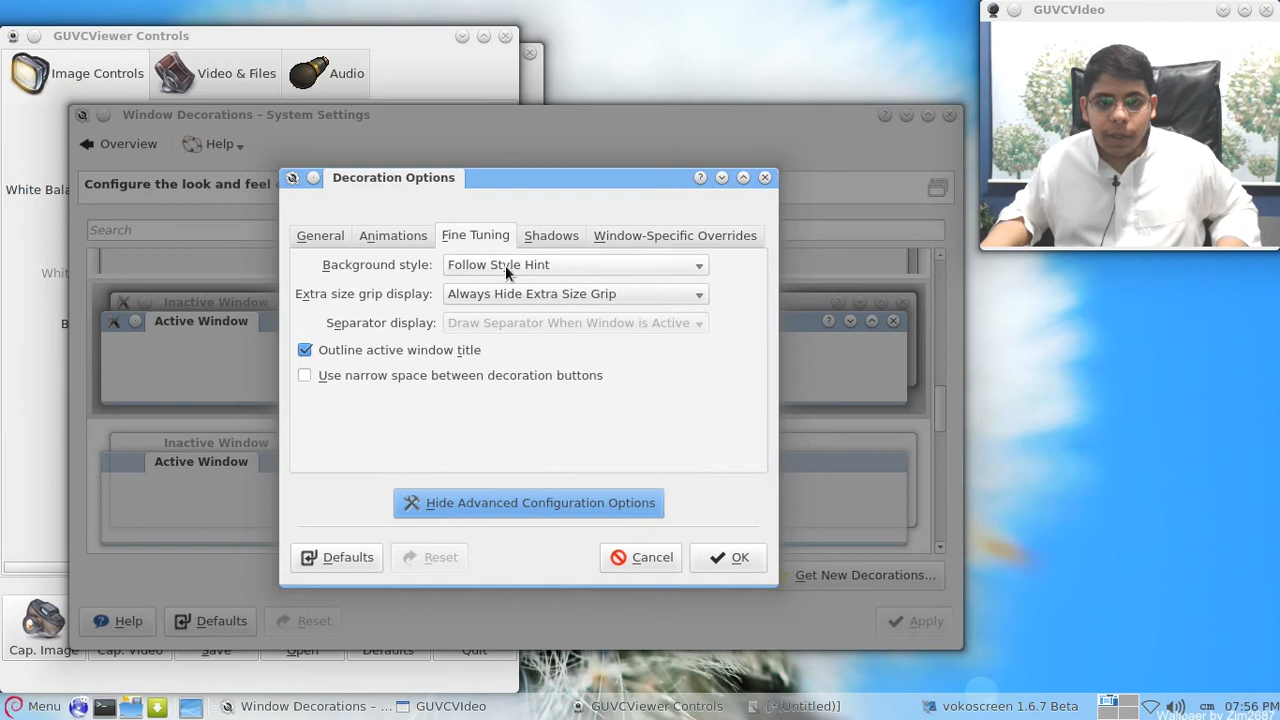 GUVCViewer Controls
GUVCVIdeo
Image Controls
Video & Files
Audio
Window Decorations – System Settings
Overview
Help
White Bala
Configure the look and feel
Decoration Options
General
Animations
Fine Tuning
Shadows
Window-Specific Overrides
Search
Background style:
Follow Style Hint
Whit
Extra size grip display:
Always Hide Extra Size Grip
Inactive Window
Active Window
B
Separator display:
Draw Separator When Window is Active
Outline active window title
Use narrow space between decoration buttons
Inactive Window
Active Window
Hide Advanced Configuration Options
Defaults
Reset
Cancel
OK
Get New Decorations...
Help
Defaults
Reset
Apply
Cap. Image
Cap. Video
Save
Open
Defaults
Quit
Menu
Window Decorations – ...
GUVCVIdeo
GUVCViewer Controls
[*(Untitled)]
vokoscreen 1.6.7 Beta
cm
07:56 PM